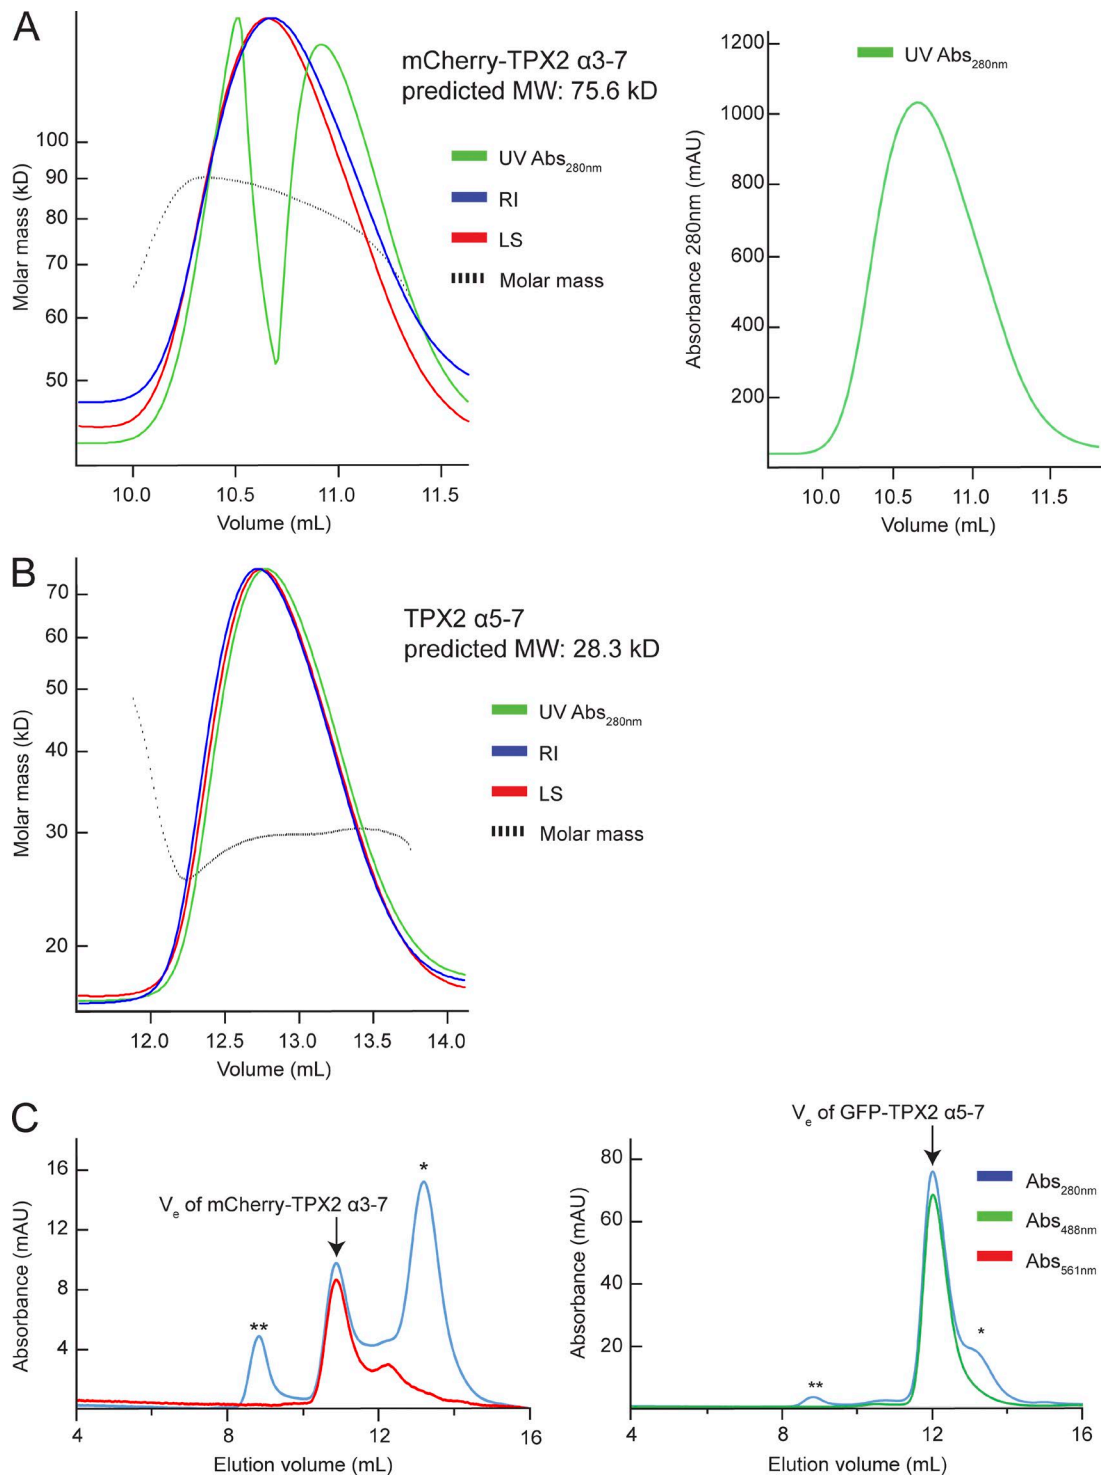 A
mCherry-TPX2 α3-7
predicted MW: 75.6 kD
UV Abs280nm
RI
LS
Molar mass
Molar mass (kD)
100
90
80
70
60
50
10.0 10.5 11.0 11.5
Volume (mL)
UV Abs280nm
Absorbance 280nm (mAU)
1200
1000
800
600
400
200
10.0 10.5 11.0 11.5
Volume (mL)
B
TPX2 α5-7
predicted MW: 28.3 kD
UV Abs280nm
RI
LS
Molar mass
Molar mass (kD)
70
60
50
40
30
20
12.0 12.5 13.0 13.5 14.0
Volume (mL)
C
Ve of mCherry-TPX2 α3-7
*
**
Absorbance (mAU)
16
12
8
4
4 8 12 16
Elution volume (mL)
Ve of GFP-TPX2 α5-7
Abs280nm
Abs488nm
Abs561nm
*
**
Absorbance (mAU)
80
60
40
20
4 8 12 16
Elution volume (mL)